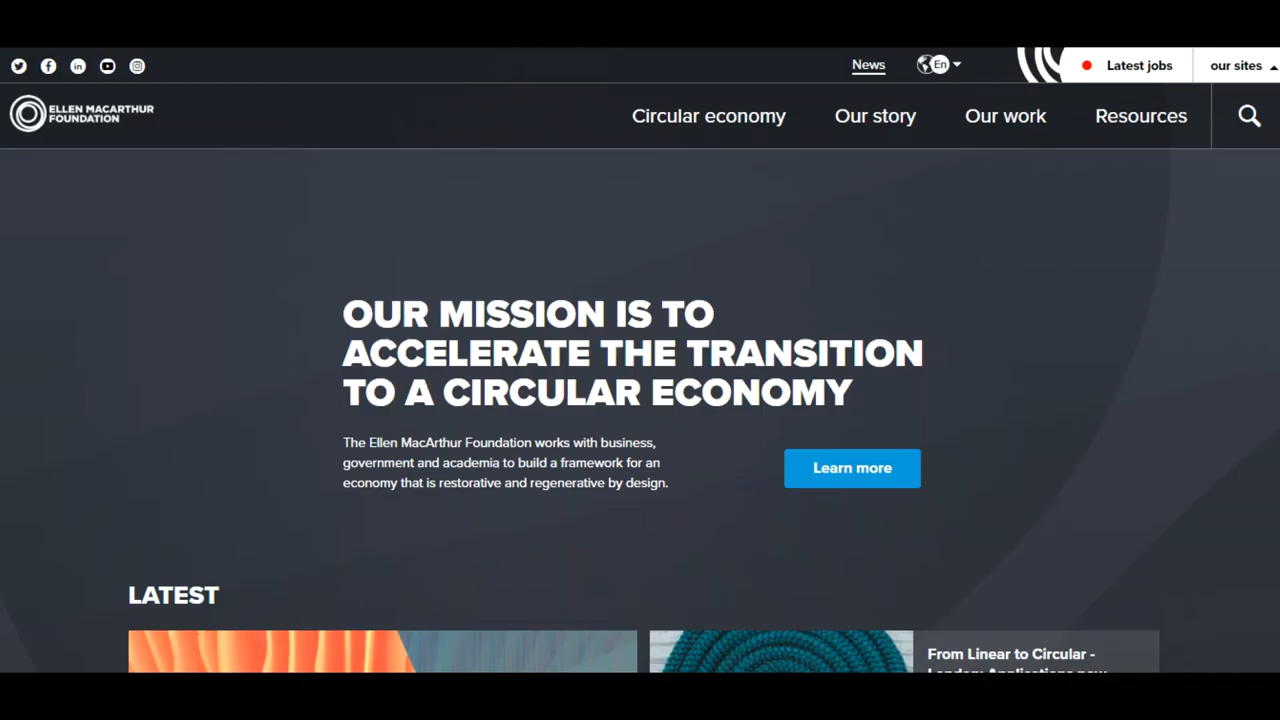 News
En
Latest jobs
our sites
ELLEN MACARTHUR
FOUNDATION
Circular economy
Our story
Our work
Resources
OUR MISSION IS TO
ACCELERATE THE TRANSITION
TO A CIRCULAR ECONOMY
The Ellen MacArthur Foundation works with business,
government and academia to build a framework for an
economy that is restorative and regenerative by design.
Learn more
LATEST
From Linear to Circular -
London Applications now